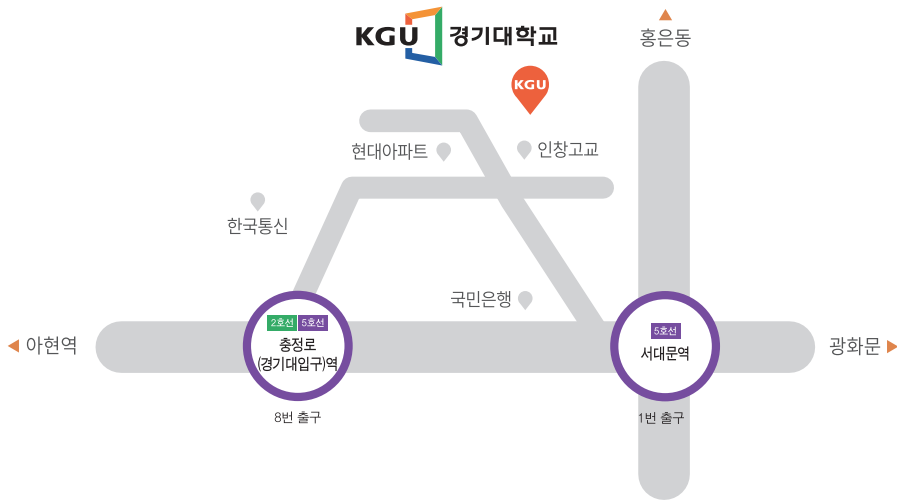 KGU 경기대학교
홍은동
KGU
현대아파트
인창고교
한국통신
국민은행
아현역
2호선 5호선
충정로
(경기대입구)역
8번 출구
5호선
서대문역
1번 출구
광화문